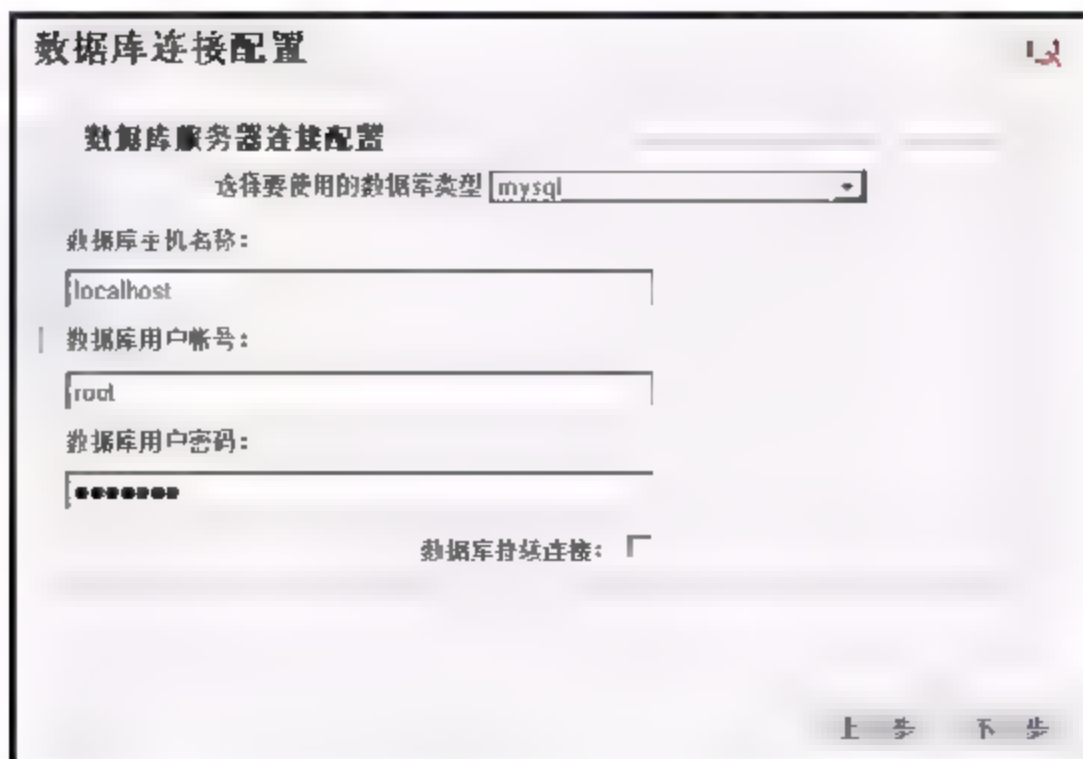 数据库连接配置
数据库服务器连接配置
选择要使用的数据库类型 mysql
数据库主机名称：
localhost
数据库用户帐号：
root
数据库用户密码：
●●●●●●●
数据库持续连接：
上一步 下一步